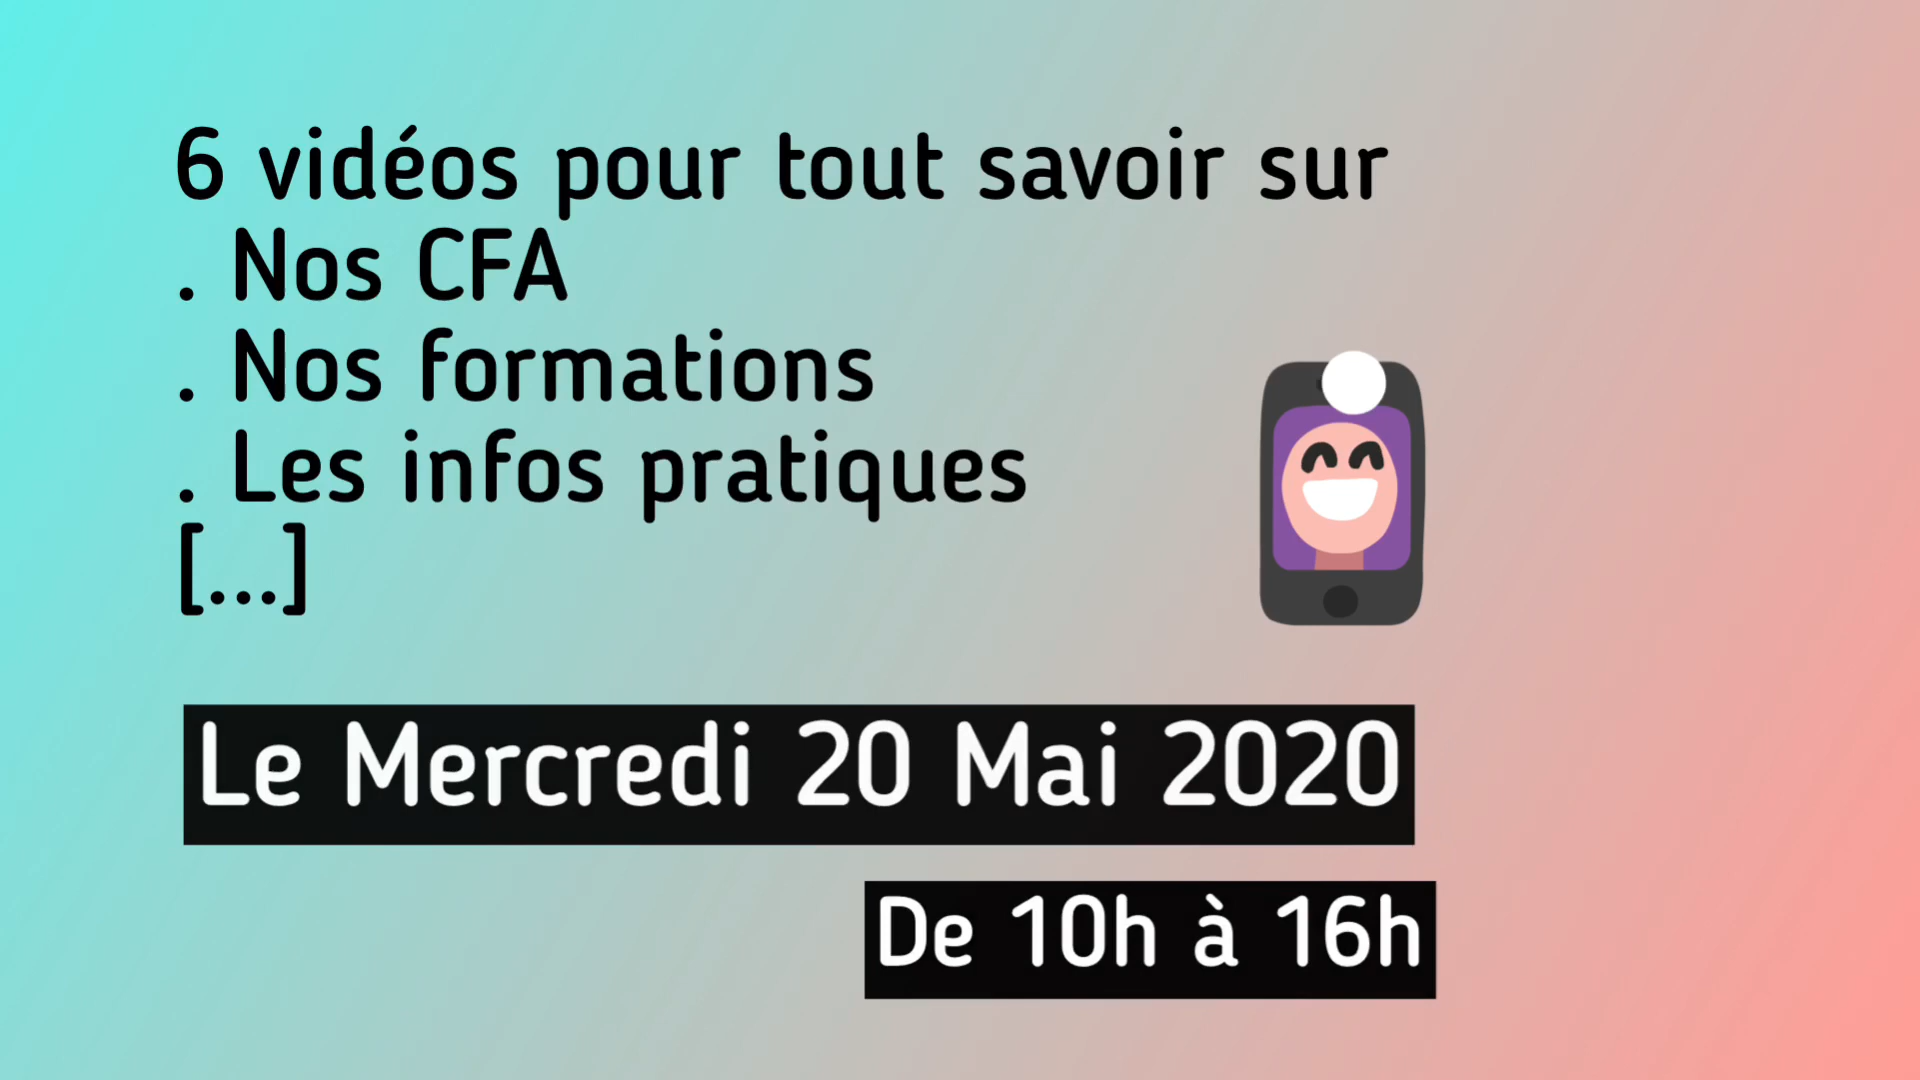 6 vidéos pour tout savoir sur
. Nos CFA
. Nos formations
. Les infos pratiques
[...]
Le Mercredi 20 Mai 2020
De 10h à 16h